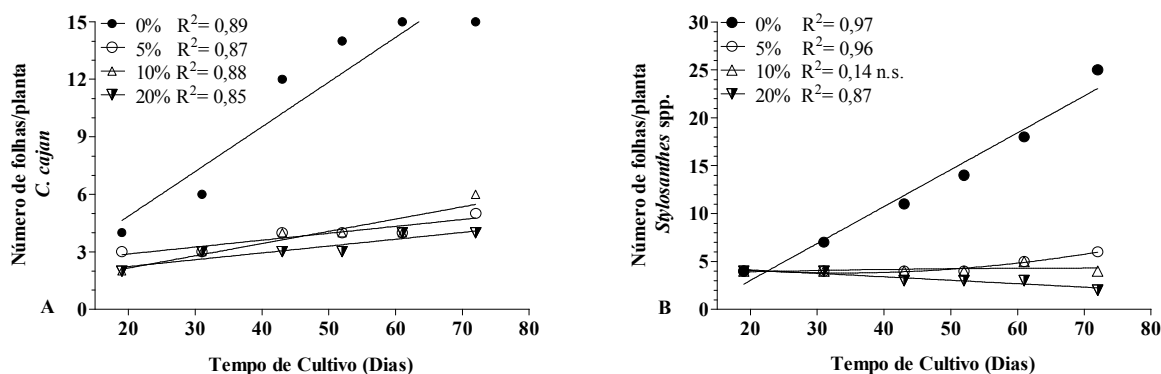 0% R²= 0,89
5% R²= 0,87
10% R²= 0,88
20% R²= 0,85
Número de folhas/planta
C. cajan
15
12
9
6
3
0
A
20
30
40
50
60
70
80
Tempo de Cultivo (Dias)
0% R²= 0,97
5% R²= 0,96
10% R²= 0,14 n.s.
20% R²= 0,87
Número de folhas/planta
Stylosanthes spp.
30
25
20
15
10
5
0
B
20
30
40
50
60
70
80
Tempo de Cultivo (Dias)